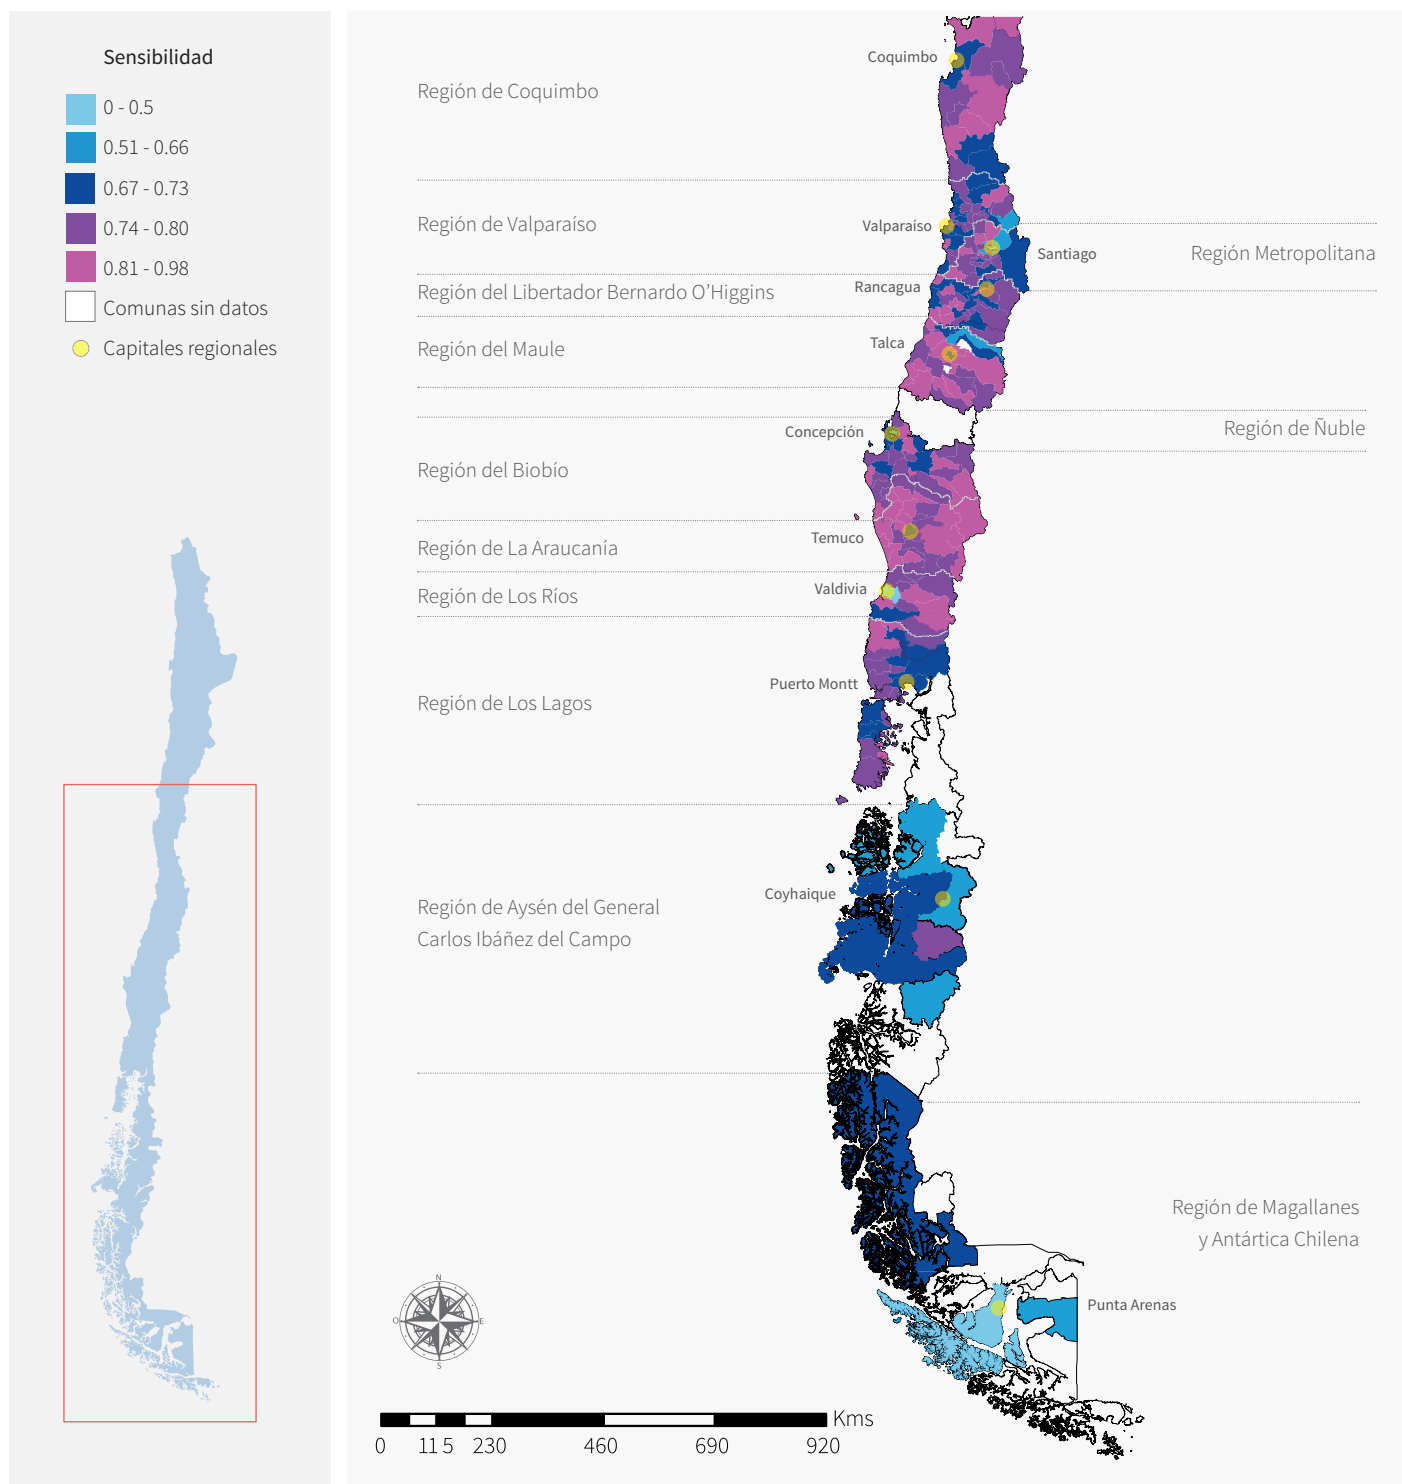 Sensibilidad
0 - 0.5
0.51 - 0.66
0.67 - 0.73
0.74 - 0.80
0.81 - 0.98
Comunas sin datos
Capitales regionales
Coquimbo
Región de Coquimbo
Región de Valparaíso
Valparaíso
Santiago
Región Metropolitana
Rancagua
Región del Libertador Bernardo O’Higgins
Talca
Región del Maule
Concepción
Región de Ñuble
Región del Biobío
Temuco
Región de La Araucanía
Valdivia
Región de Los Ríos
Puerto Montt
Región de Los Lagos
Coyhaique
Región de Aysén del General
Carlos Ibáñez del Campo
Región de Magallanes
y Antártica Chilena
Punta Arenas
N
O
E
S
Kms
0 115 230 460 690 920